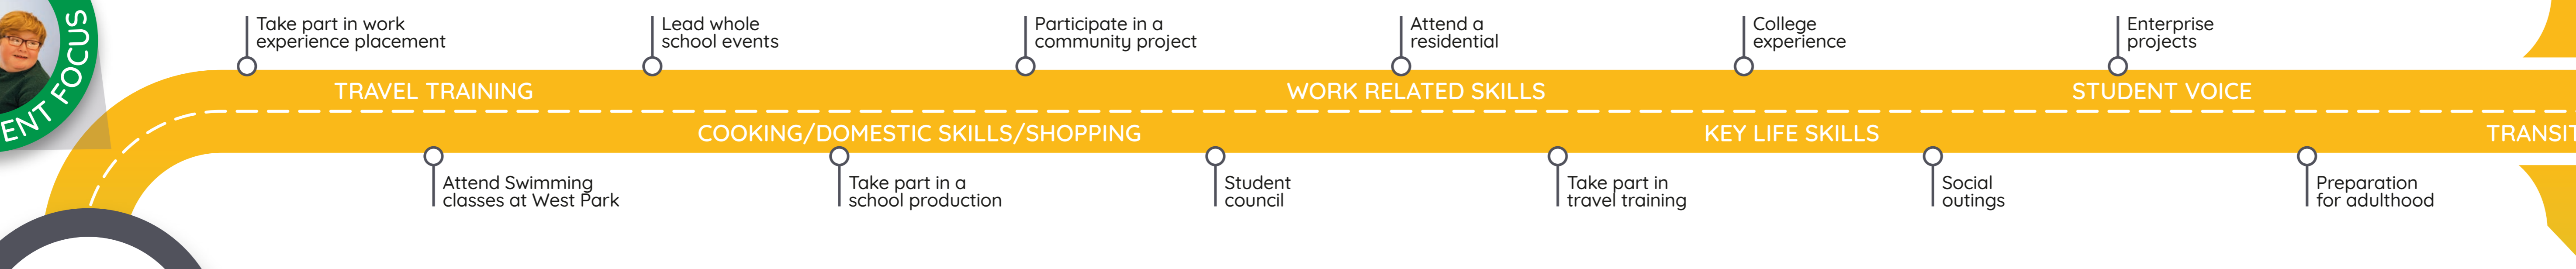 ENT FOCUS
Take part in work
experience placement
Lead whole
school events
Participate in a
community project
Attend a
residential
College
experience
Enterprise
projects
TRAVEL TRAINING
WORK RELATED SKILLS
STUDENT VOICE
COOKING/DOMESTIC SKILLS/SHOPPING
KEY LIFE SKILLS
TRANSIT
Attend Swimming
classes at West Park
Take part in a
school production
Student
council
Take part in
travel training
Social
outings
Preparation
for adulthood